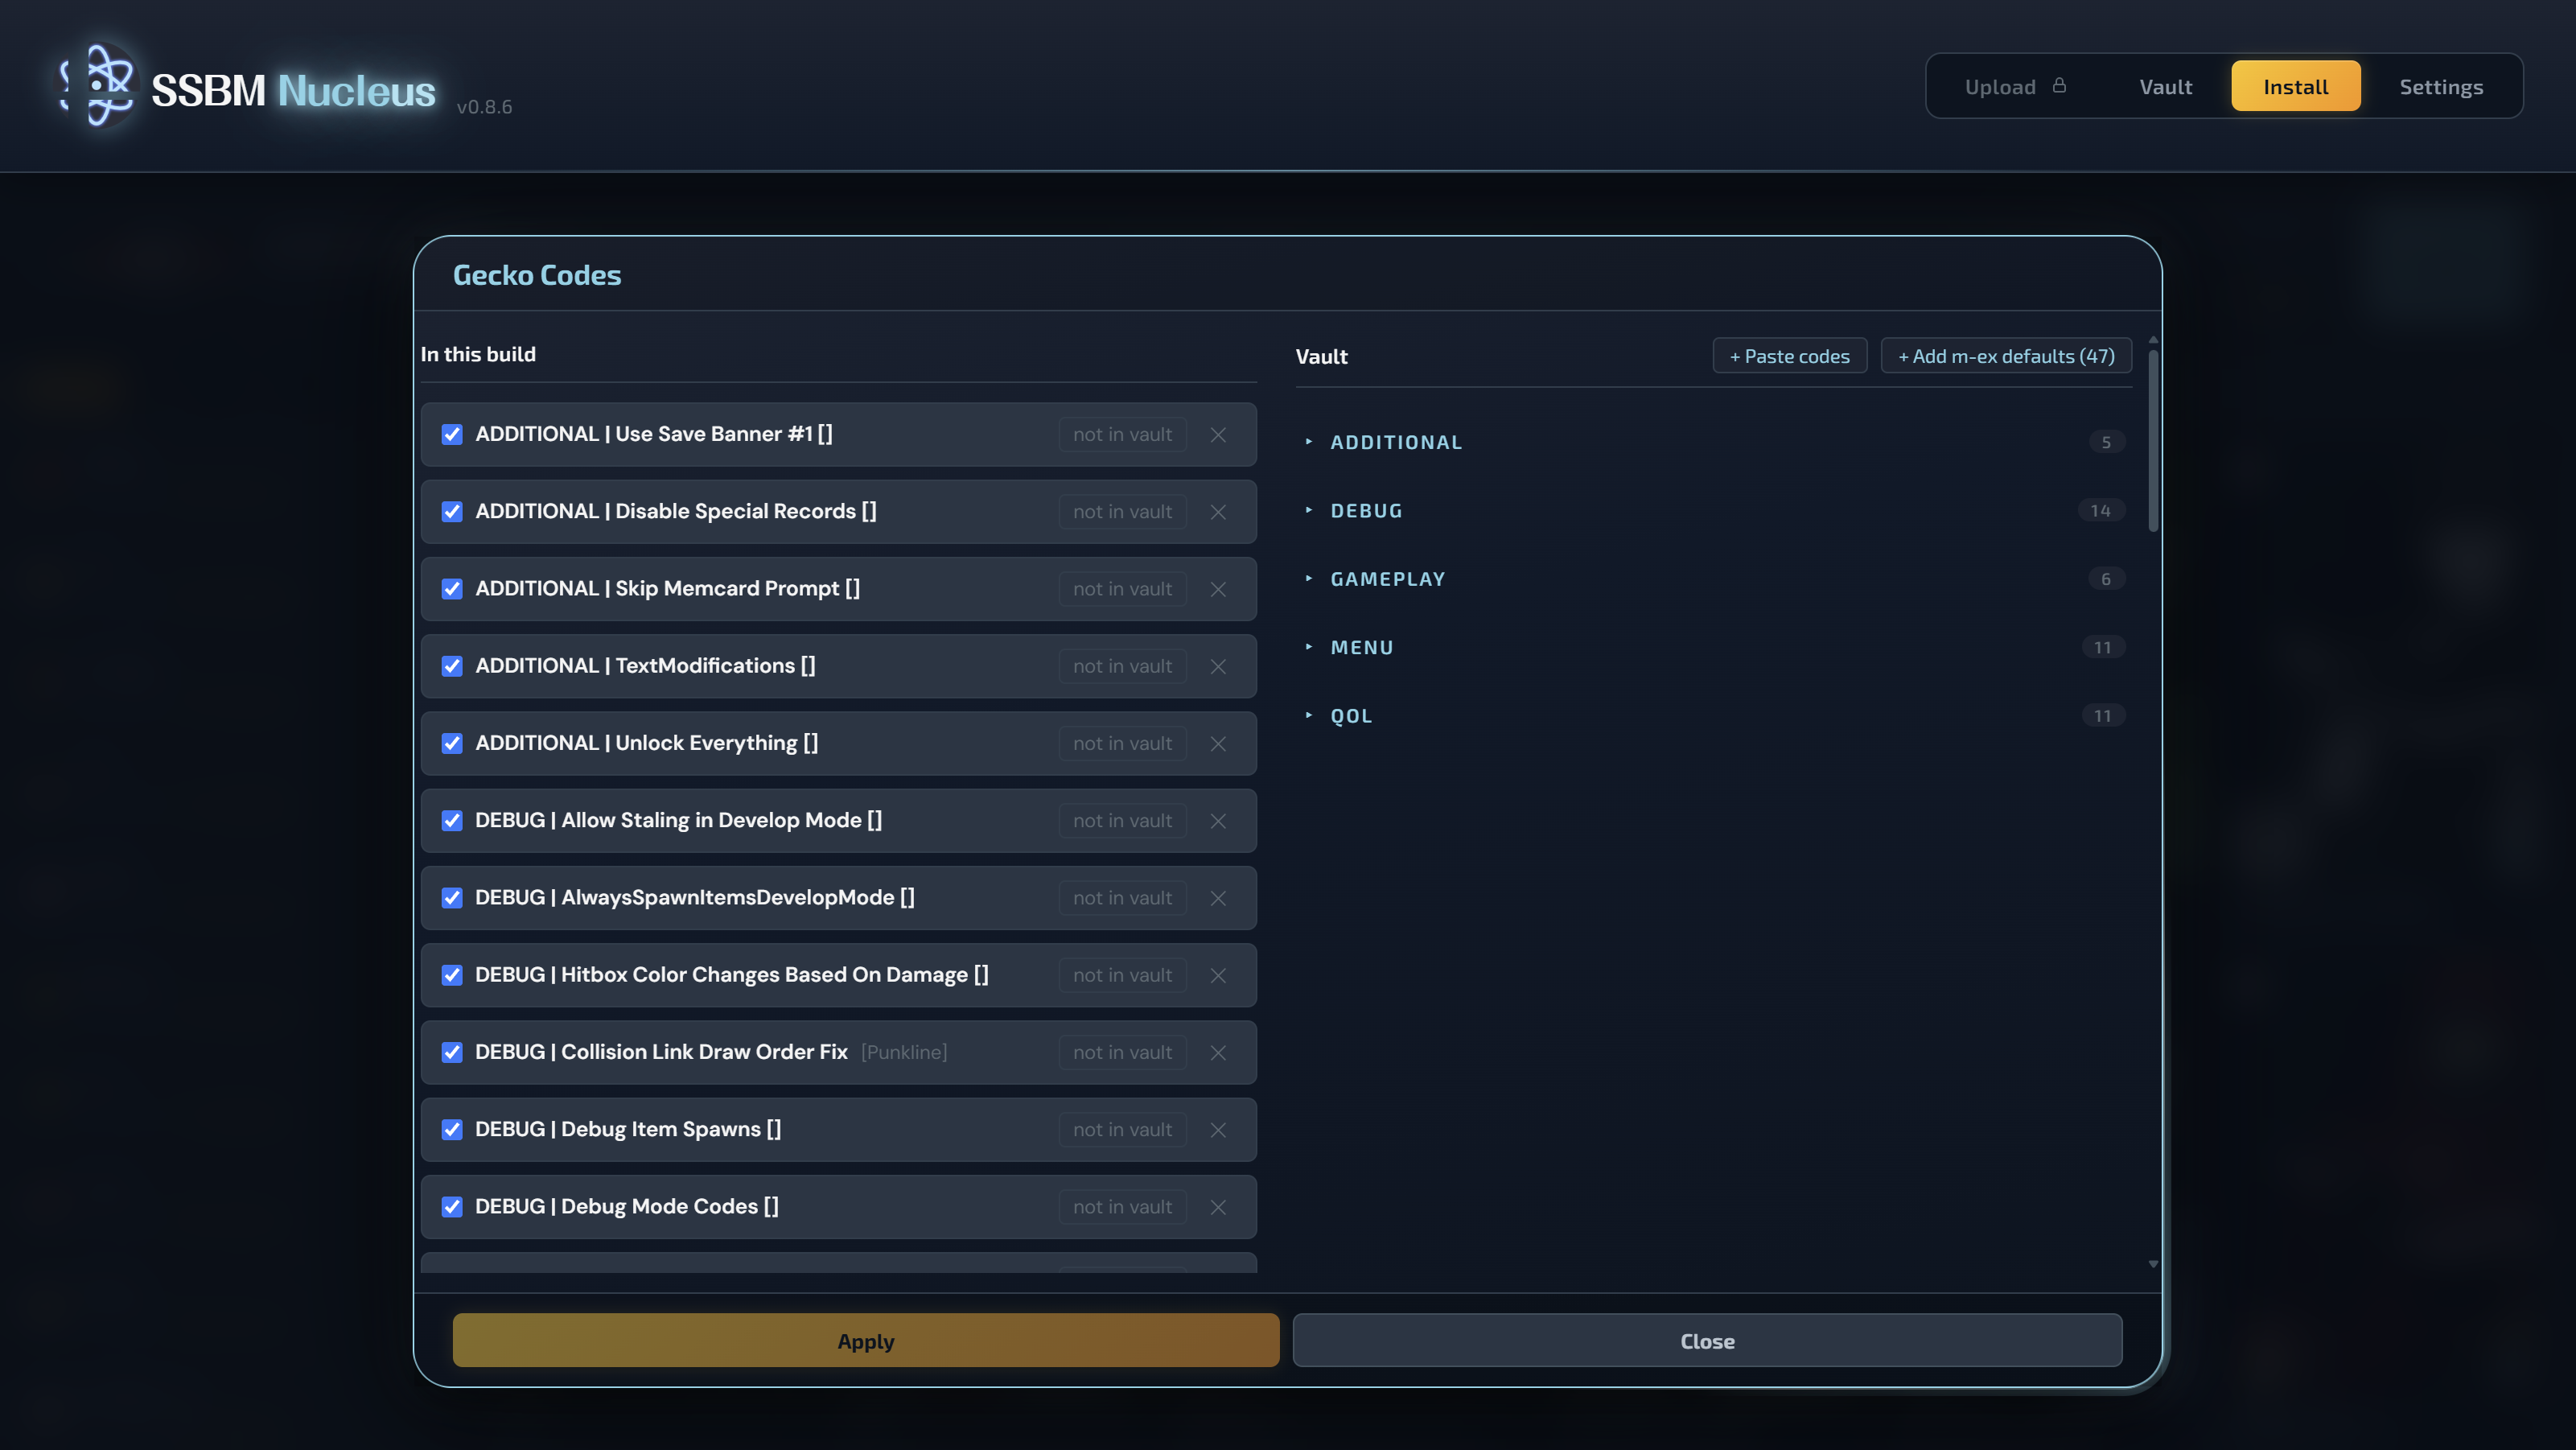 SSBM Nucleus v0.8.6
Upload Vault Install Settings
Gecko Codes
In this build
ADDITIONAL | Use Save Banner #1 [] not in vault
ADDITIONAL | Disable Special Records [] not in vault
ADDITIONAL | Skip Memcard Prompt [] not in vault
ADDITIONAL | TextModifications [] not in vault
ADDITIONAL | Unlock Everything [] not in vault
DEBUG | Allow Staling in Develop Mode [] not in vault
DEBUG | AlwaysSpawnItemsDevelopMode [] not in vault
DEBUG | Hitbox Color Changes Based On Damage [] not in vault
DEBUG | Collision Link Draw Order Fix [Punkline] not in vault
DEBUG | Debug Item Spawns [] not in vault
DEBUG | Debug Mode Codes [] not in vault
Vault + Paste codes + Add m-ex defaults (47)
ADDITIONAL 5
DEBUG 14
GAMEPLAY 6
MENU 11
QOL 11
Apply Close